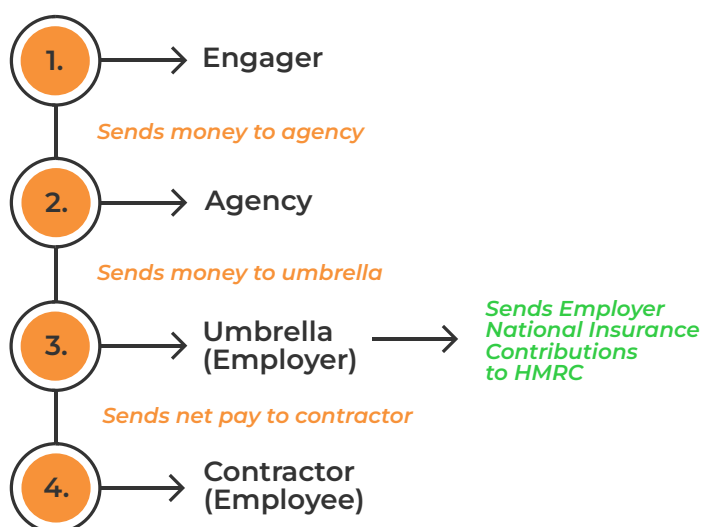 1.
Engager
Sends money to agency
2.
Agency
Sends money to umbrella
3.
Umbrella
(Employer)
Sends Employer
National Insurance
Contributions
to HMRC
Sends net pay to contractor
4.
Contractor
(Employee)